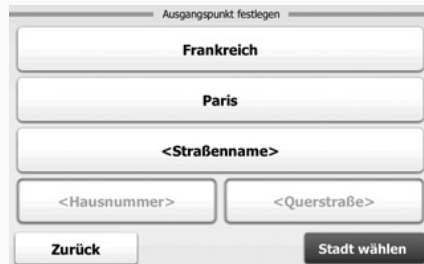 Ausgangspunkt festlegen
Frankreich
Paris
<Straßenname>
<Hausnummer> <Querstraße>
Zurück Stadt wählen